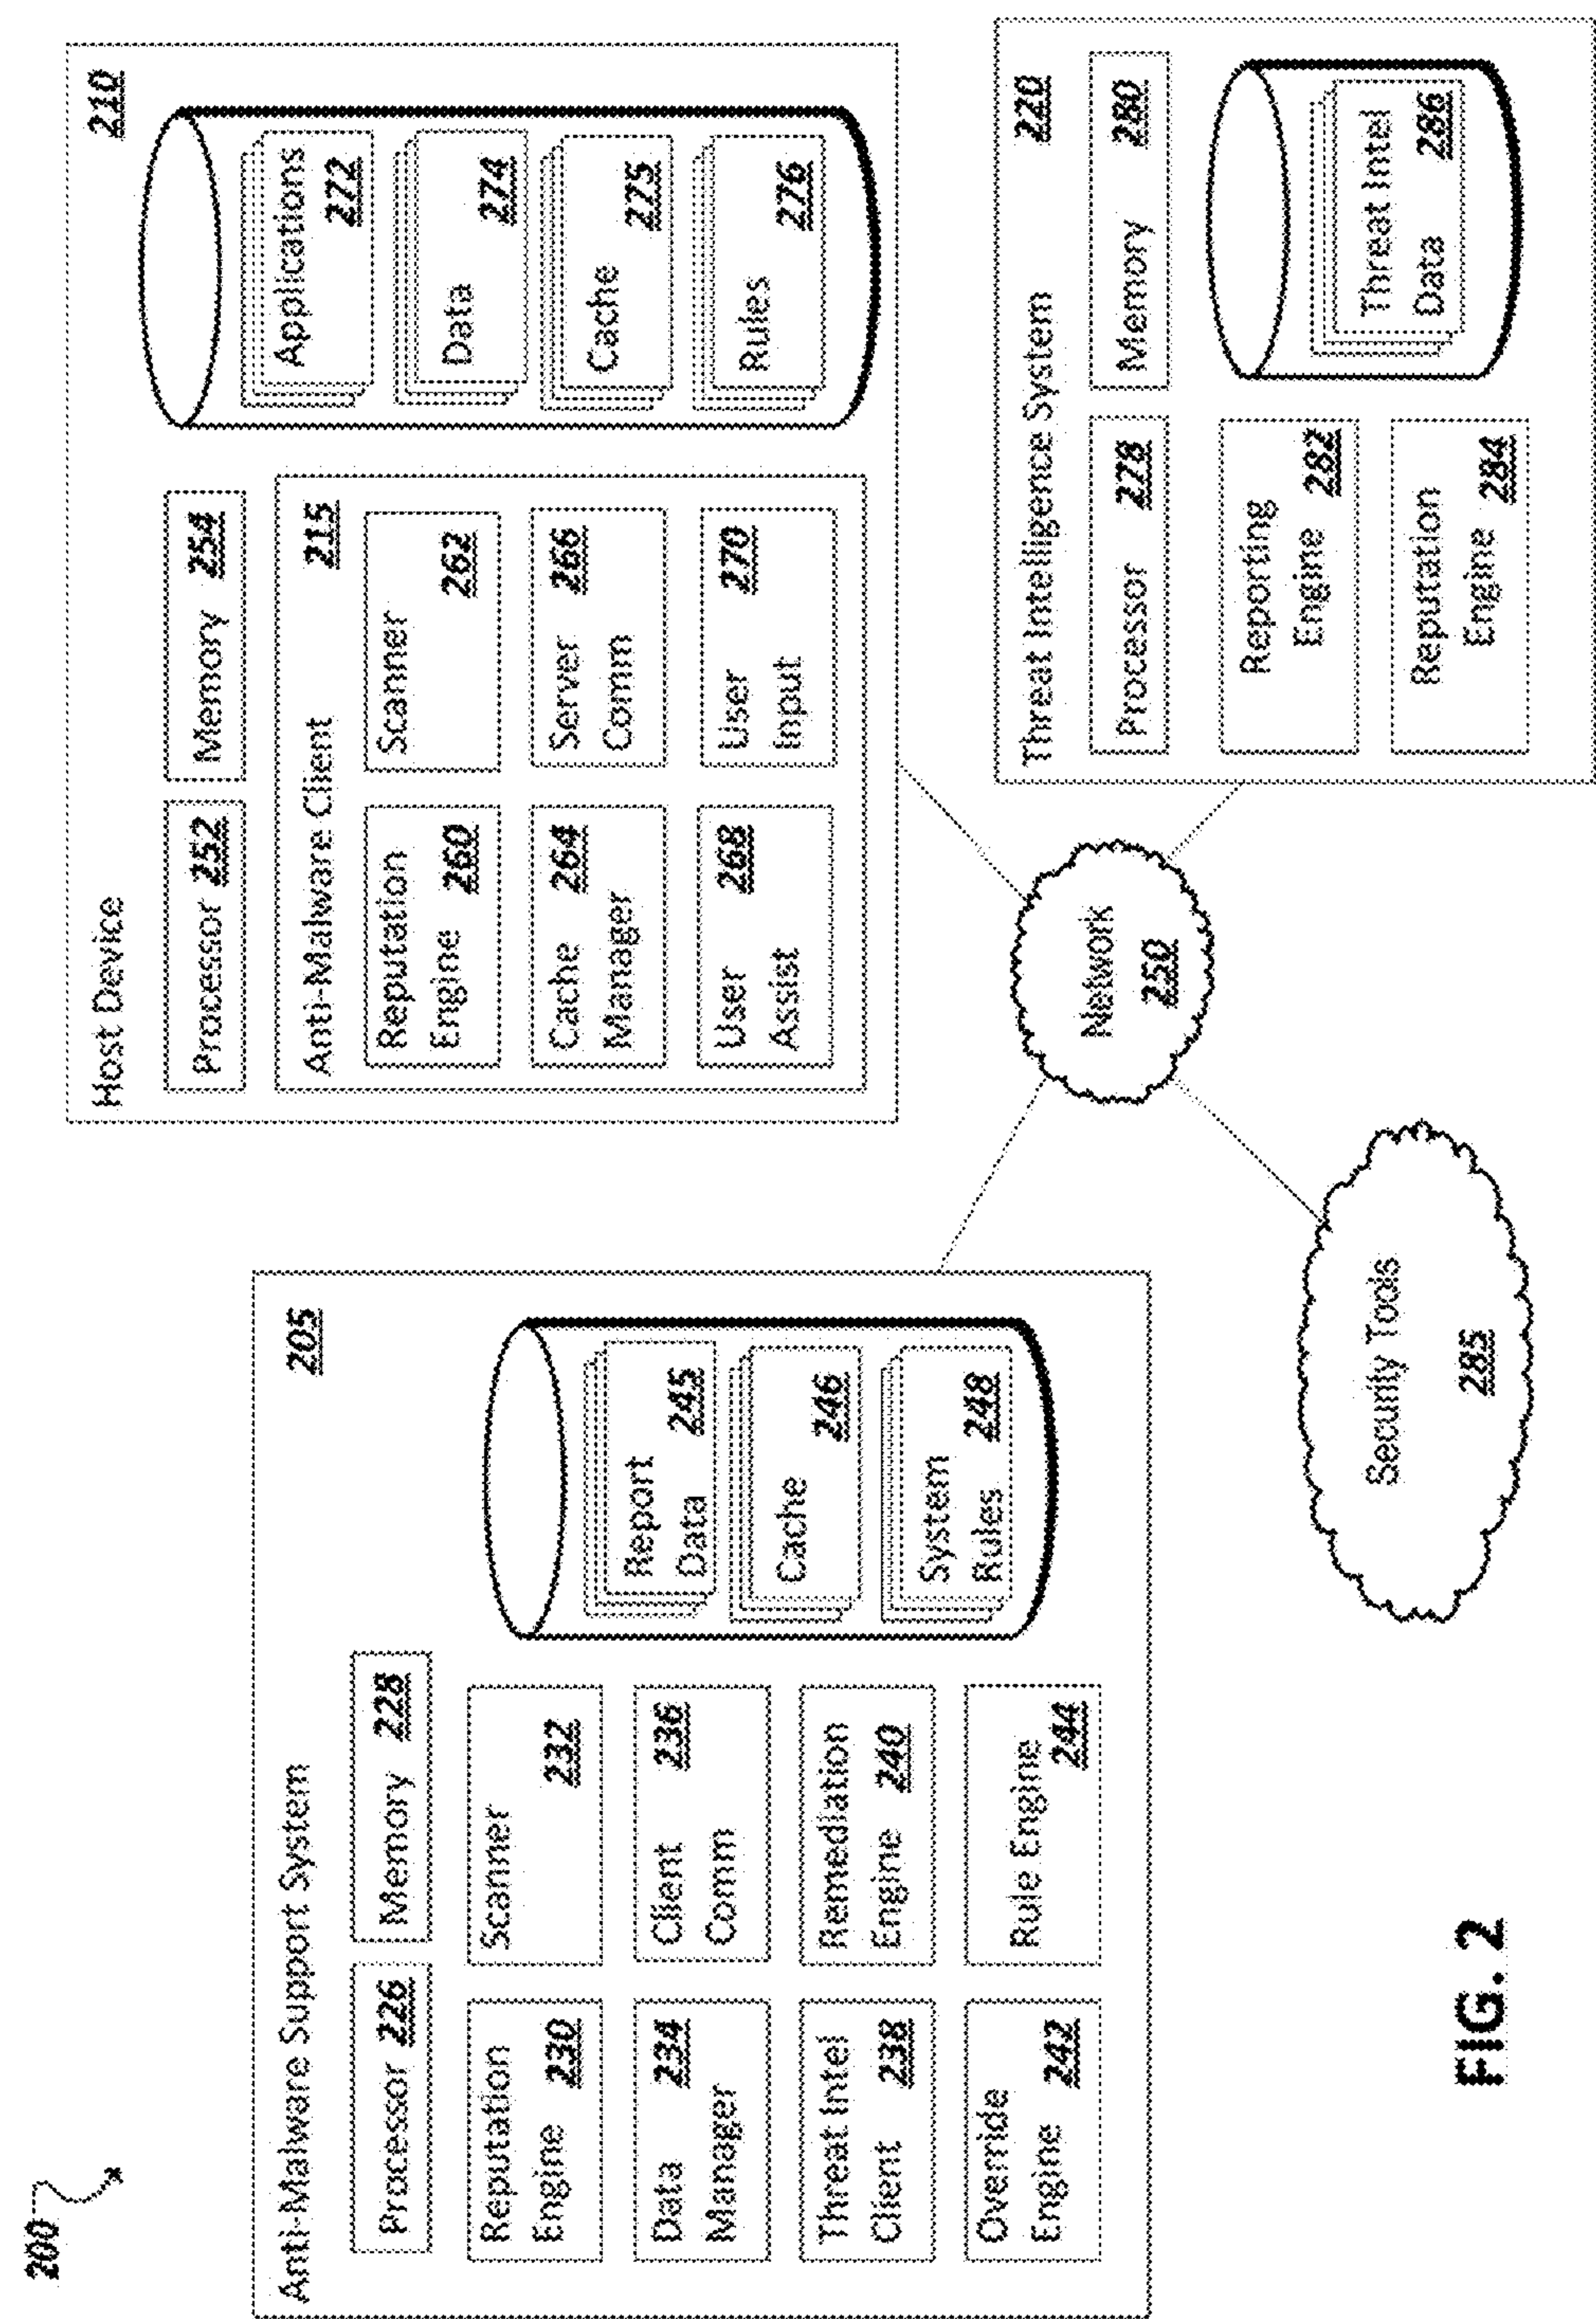 200
Anti-Malware Support System
205
Processor 226
Memory 228
Reputation
Engine 230
Scanner
232
Data 234
Manager
Client 236
Comm
Threat Intel
Client 238
Remediation
Engine 240
Override
Engine 242
Rule Engine
244
Report
Data 245
Cache
246
System
Rules 248
Host Device
210
Processor 252
Memory 254
Anti-Malware Client
215
Reputation
Engine 260
Scanner
262
Cache 264
Manager
Server 266
Comm
User 268
Assist
User 270
Input
Applications
272
Data
274
Cache
275
Rules
276
Network
250
Security Tools
285
Threat Intelligence System
220
Processor 278
Memory 280
Reporting
Engine 282
Reputation
Engine 284
Threat Intel
Data 286
FIG. 2